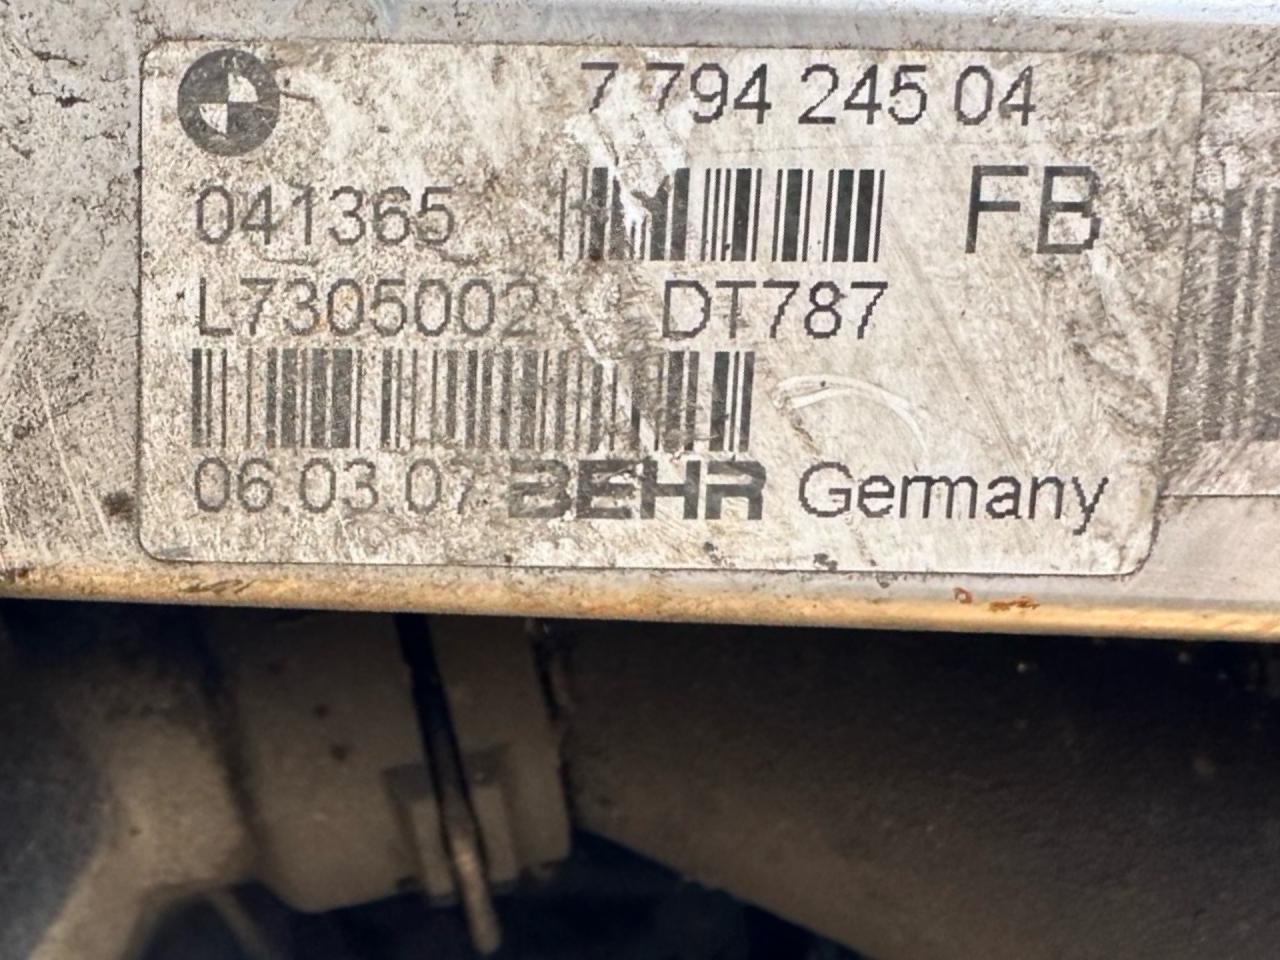 7 794 245 04
041365 FB
L7305002 DT787
06.03.07 BEHR Germany